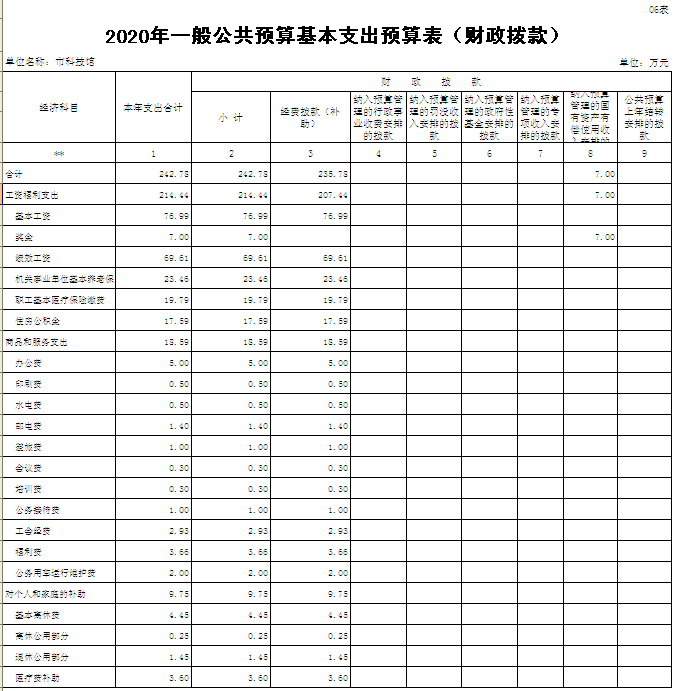 06表
2020年一般公共预算基本支出预算表（财政拨款）
单位名称：市科技馆 单位：万元
经济科目 本年支出合计 财 政 拨 款
小 计 经费拨款（补助） 纳入预算管理的行政事业收费安排的拨款 纳入预算管理的罚没收入安排的拨款 纳入预算管理的政府性基金安排的拨款 纳入预算管理的专项收入安排的拨款 纳入预算管理的国有资产有偿使用收入安排的 公共预算上年结转安排的拨款
** 1 2 3 4 5 6 7 8 9
合计 242.78 242.78 235.78 7.00
工资福利支出 214.44 214.44 207.44 7.00
基本工资 76.99 76.99 76.99
奖金 7.00 7.00 7.00
绩效工资 69.61 69.61 69.61
机关事业单位基本养老保 23.46 23.46 23.46
职工基本医疗保险缴费 19.79 19.79 19.79
住房公积金 17.59 17.59 17.59
商品和服务支出 18.59 18.59 18.59
办公费 5.00 5.00 5.00
印刷费 0.50 0.50 0.50
水电费 0.50 0.50 0.50
邮电费 1.40 1.40 1.40
差旅费 1.00 1.00 1.00
会议费 0.30 0.30 0.30
培训费 0.30 0.30 0.30
公务接待费 1.00 1.00 1.00
工会经费 2.93 2.93 2.93
福利费 3.66 3.66 3.66
公务用车运行维护费 2.00 2.00 2.00
对个人和家庭的补助 9.75 9.75 9.75
基本离休费 4.45 4.45 4.45
离休公用部分 0.25 0.25 0.25
退休公用部分 1.45 1.45 1.45
医疗费补助 3.60 3.60 3.60